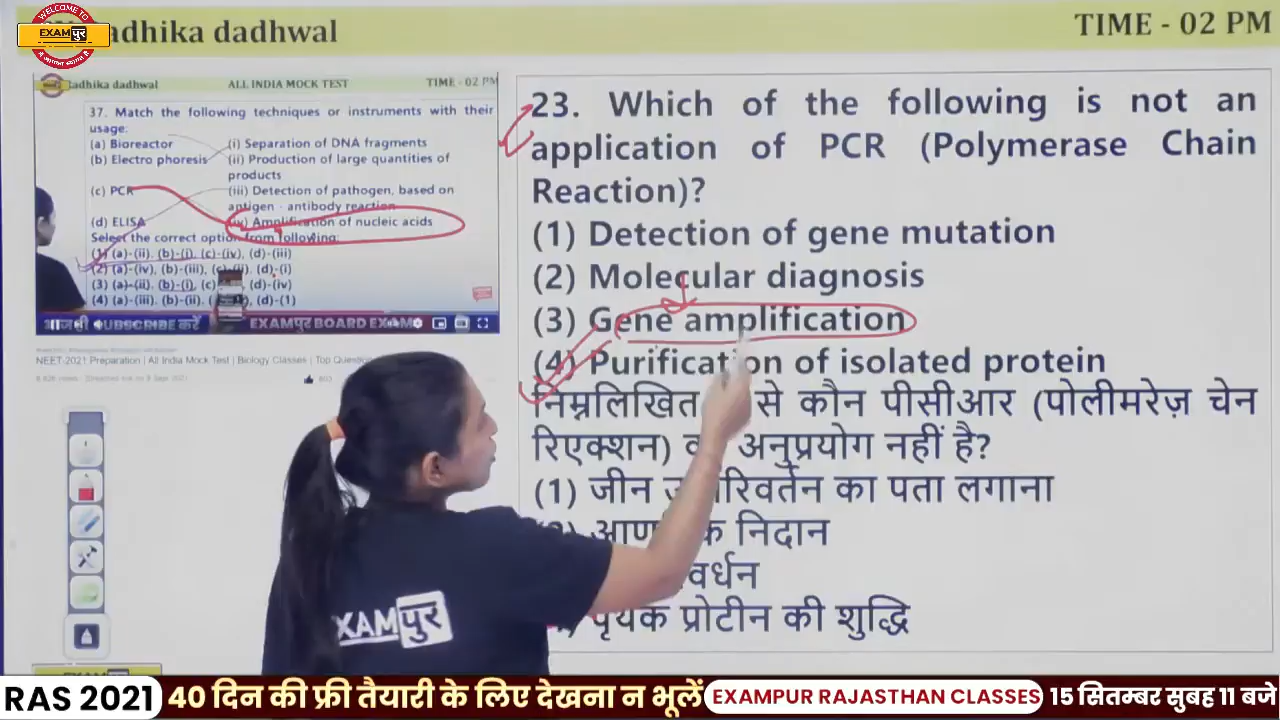 WELCOME TO
EXAMपुर
adhika dadhwal
TIME - 02 PM
adhika dadhwal
ALL INDIA MOCK TEST
TIME - 02 PM
37. Match the following techniques or instruments with their
usage:
(a) Bioreactor
(i) Separation of DNA fragments
(b) Electro phoresis
(ii) Production of large quantities of
products
(c) PCR
(iii) Detection of pathogen, based on
antigen - antibody reaction
(d) ELISA
(iv) Amplification of nucleic acids
Select the correct option from following:
(1) (a)-(ii), (b)-(i), (c)-(iv), (d)-(iii)
(2) (a)-(iv), (b)-(iii), (c)-(ii), (d)-(i)
(3) (a)-(ii), (b)-(i), (c) (d)-(iv)
(4) (a)-(iii), (b)-(ii), (d)-(1)
SUBSCRIBE करें
EXAMपुर BOARD EXAM
NEET-2021 Preparation | All India Mock Test | Biology Classes | Top Question
23. Which of the following is not an
application of PCR (Polymerase Chain
Reaction)?
(1) Detection of gene mutation
(2) Molecular diagnosis
(3) Gene amplification
(4) Purification of isolated protein
निम्नलिखित से कौन पीसीआर (पोलीमरेज़ चेन
रिएक्शन) अनुप्रयोग नहीं है?
(1) जीन का पता लगाना
निदान
पृथक प्रोटीन की शुद्धि
EXAMपुर
RAS 2021 40 दिन की फ्री तैयारी के लिए देखना न भूलें EXAMPUR RAJASTHAN CLASSES 15 सितम्बर सुबह 11 बजे